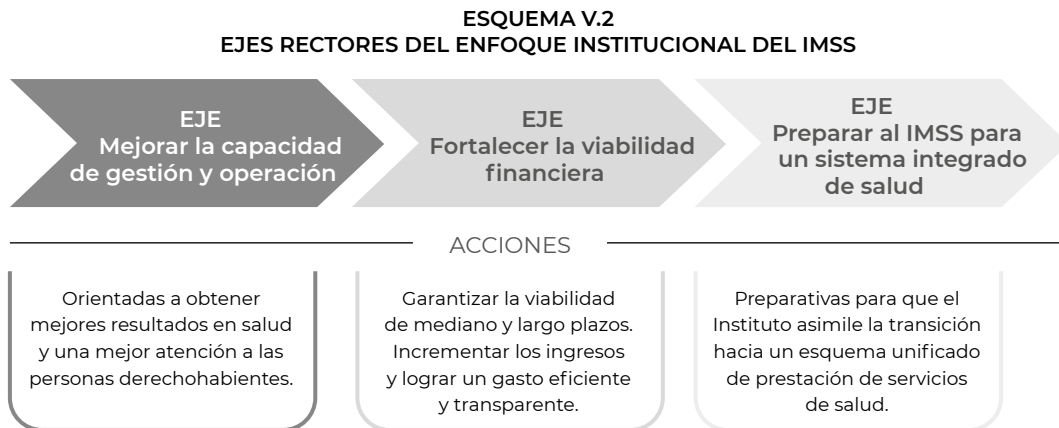 ESQUEMA V.2
EJES RECTORES DEL ENFOQUE INSTITUCIONAL DEL IMSS
EJE
Mejorar la capacidad
de gestión y operación
EJE
Fortalecer la viabilidad
financiera
EJE
Preparar al IMSS para
un sistema integrado
de salud
ACCIONES
Orientadas a obtener
mejores resultados en salud
y una mejor atención a las
personas derechohabientes.
Garantizar la viabilidad
de mediano y largo plazos.
Incrementar los ingresos
y lograr un gasto eficiente
y transparente.
Preparativas para que el
Instituto asimile la transición
hacia un esquema unificado
de prestación de servicios
de salud.